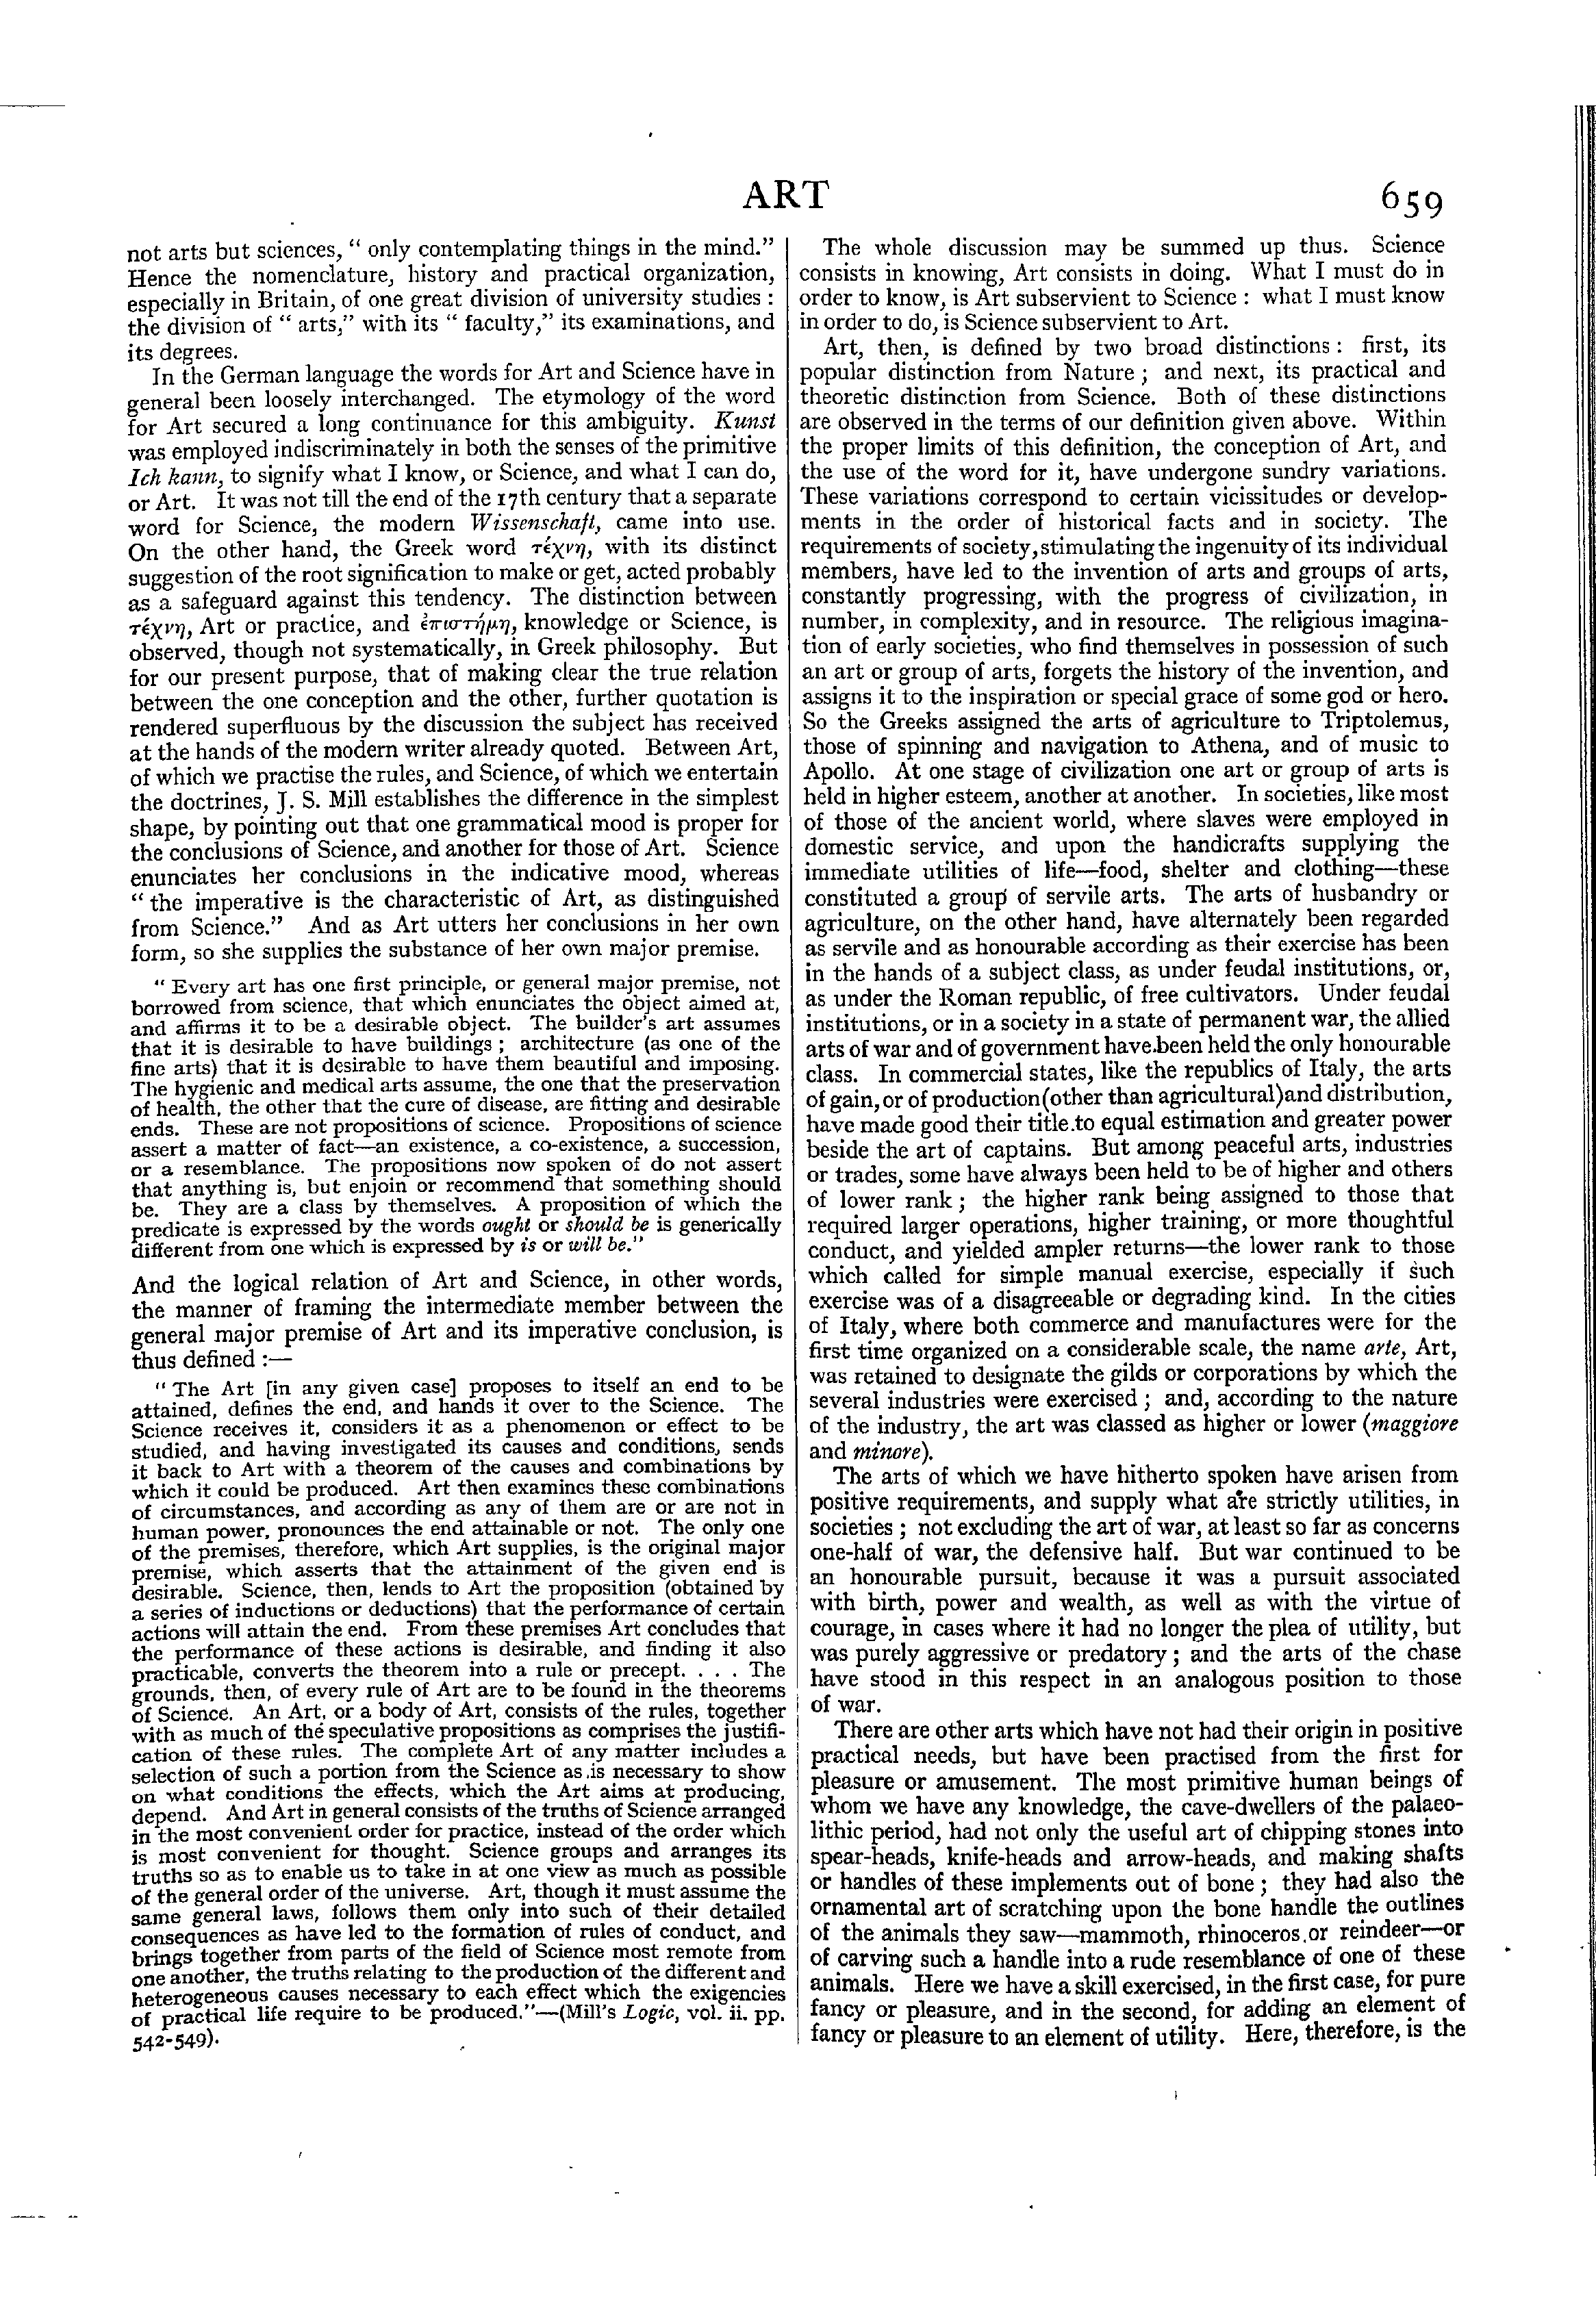 ART
659
not arts but sciences, “ only contemplating things in the mind.”
Hence the nomenclature, history and practical organization,
especially in Britain, of one great division of university studies :
the division of “ arts,” with its “ faculty,” its examinations, and
its degrees.
In the German language the words for Art and Science have in
general been loosely interchanged. The etymology of the word
for Art secured a long continuance for this ambiguity. Kunst
was employed indiscriminately in both the senses of the primitive
Ich kann, to signify what I know, or Science, and what I can do,
or Art. It was not till the end of the 17th century that a separate
word for Science, the modern Wissenschaft, came into use.
On the other hand, the Greek word τέχνη, with its distinct
suggestion of the root signification to make or get, acted probably
as a safeguard against this tendency. The distinction between
τέχνη, Art or practice, and ἐπιστήμη, knowledge or Science, is
observed, though not systematically, in Greek philosophy. But
for our present purpose, that of making clear the true relation
between the one conception and the other, further quotation is
rendered superfluous by the discussion the subject has received
at the hands of the modern writer already quoted. Between Art,
of which we practise the rules, and Science, of which we entertain
the doctrines, J. S. Mill establishes the difference in the simplest
shape, by pointing out that one grammatical mood is proper for
the conclusions of Science, and another for those of Art. Science
enunciates her conclusions in the indicative mood, whereas
“ the imperative is the characteristic of Art, as distinguished
from Science.” And as Art utters her conclusions in her own
form, so she supplies the substance of her own major premise.
“ Every art has one first principle, or general major premise, not
borrowed from science, that which enunciates the object aimed at,
and affirms it to be a desirable object. The builder’s art assumes
that it is desirable to have buildings ; architecture (as one of the
fine arts) that it is desirable to have them beautiful and imposing.
The hygienic and medical arts assume, the one that the preservation
of health, the other that the cure of disease, are fitting and desirable
ends. These are not propositions of science. Propositions of science
assert a matter of fact—an existence, a co-existence, a succession,
or a resemblance. The propositions now spoken of do not assert
that anything is, but enjoin or recommend that something should
be. They are a class by themselves. A proposition of which the
predicate is expressed by the words ought or should be is generically
different from one which is expressed by is or will be.”
And the logical relation of Art and Science, in other words,
the manner of framing the intermediate member between the
general major premise of Art and its imperative conclusion, is
thus defined :—
“ The Art [in any given case] proposes to itself an end to be
attained, defines the end, and hands it over to the Science. The
Science receives it, considers it as a phenomenon or effect to be
studied, and having investigated its causes and conditions, sends
it back to Art with a theorem of the causes and combinations by
which it could be produced. Art then examines these combinations
of circumstances, and according as any of them are or are not in
human power, pronounces the end attainable or not. The only one
of the premises, therefore, which Art supplies, is the original major
premise, which asserts that the attainment of the given end is
desirable. Science, then, lends to Art the proposition (obtained by
a series of inductions or deductions) that the performance of certain
actions will attain the end. From these premises Art concludes that
the performance of these actions is desirable, and finding it also
practicable, converts the theorem into a rule or precept. . . . The
grounds, then, of every rule of Art are to be found in the theorems
of Science. An Art, or a body of Art, consists of the rules, together
with as much of the speculative propositions as comprises the justifi-
cation of these rules. The complete Art of any matter includes a
selection of such a portion from the Science as is necessary to show
on what conditions the effects, which the Art aims at producing,
depend. And Art in general consists of the truths of Science arranged
in the most convenient order for practice, instead of the order which
is most convenient for thought. Science groups and arranges its
truths so as to enable us to take in at one view as much as possible
of the general order of the universe. Art, though it must assume the
same general laws, follows them only into such of their detailed
consequences as have led to the formation of rules of conduct, and
brings together from parts of the field of Science most remote from
one another, the truths relating to the production of the different and
heterogeneous causes necessary to each effect which the exigencies
of practical life require to be produced.”—(Mill’s Logic, vol. ii. pp.
542-549).
The whole discussion may be summed up thus. Science
consists in knowing, Art consists in doing. What I must do in
order to know, is Art subservient to Science : what I must know
in order to do, is Science subservient to Art.
Art, then, is defined by two broad distinctions : first, its
popular distinction from Nature ; and next, its practical and
theoretic distinction from Science. Both of these distinctions
are observed in the terms of our definition given above. Within
the proper limits of this definition, the conception of Art, and
the use of the word for it, have undergone sundry variations.
These variations correspond to certain vicissitudes or develop-
ments in the order of historical facts and in society. The
requirements of society, stimulating the ingenuity of its individual
members, have led to the invention of arts and groups of arts,
constantly progressing, with the progress of civilization, in
number, in complexity, and in resource. The religious imagina-
tion of early societies, who find themselves in possession of such
an art or group of arts, forgets the history of the invention, and
assigns it to the inspiration or special grace of some god or hero.
So the Greeks assigned the arts of agriculture to Triptolemus,
those of spinning and navigation to Athena, and of music to
Apollo. At one stage of civilization one art or group of arts is
held in higher esteem, another at another. In societies, like most
of those of the ancient world, where slaves were employed in
domestic service, and upon the handicrafts supplying the
immediate utilities of life—food, shelter and clothing—these
constituted a group of servile arts. The arts of husbandry or
agriculture, on the other hand, have alternately been regarded
as servile and as honourable according as their exercise has been
in the hands of a subject class, as under feudal institutions, or,
as under the Roman republic, of free cultivators. Under feudal
institutions, or in a society in a state of permanent war, the allied
arts of war and of government have been held the only honourable
class. In commercial states, like the republics of Italy, the arts
of gain, or of production (other than agricultural) and distribution,
have made good their title to equal estimation and greater power
beside the art of captains. But among peaceful arts, industries
or trades, some have always been held to be of higher and others
of lower rank ; the higher rank being assigned to those that
required larger operations, higher training, or more thoughtful
conduct, and yielded ampler returns—the lower rank to those
which called for simple manual exercise, especially if such
exercise was of a disagreeable or degrading kind. In the cities
of Italy, where both commerce and manufactures were for the
first time organized on a considerable scale, the name arte, Art,
was retained to designate the gilds or corporations by which the
several industries were exercised ; and, according to the nature
of the industry, the art was classed as higher or lower (maggiore
and minore).
The arts of which we have hitherto spoken have arisen from
positive requirements, and supply what are strictly utilities, in
societies ; not excluding the art of war, at least so far as concerns
one-half of war, the defensive half. But war continued to be
an honourable pursuit, because it was a pursuit associated
with birth, power and wealth, as well as with the virtue of
courage, in cases where it had no longer the plea of utility, but
was purely aggressive or predatory ; and the arts of the chase
have stood in this respect in an analogous position to those
of war.
There are other arts which have not had their origin in positive
practical needs, but have been practised from the first for
pleasure or amusement. The most primitive human beings of
whom we have any knowledge, the cave-dwellers of the palaeo-
lithic period, had not only the useful art of chipping stones into
spear-heads, knife-heads and arrow-heads, and making shafts
or handles of these implements out of bone ; they had also the
ornamental art of scratching upon the bone handle the outlines
of the animals they saw—mammoth, rhinoceros or reindeer—or
of carving such a handle into a rude resemblance of one of these
animals. Here we have a skill exercised, in the first case, for pure
fancy or pleasure, and in the second, for adding an element of
fancy or pleasure to an element of utility. Here, therefore, is the